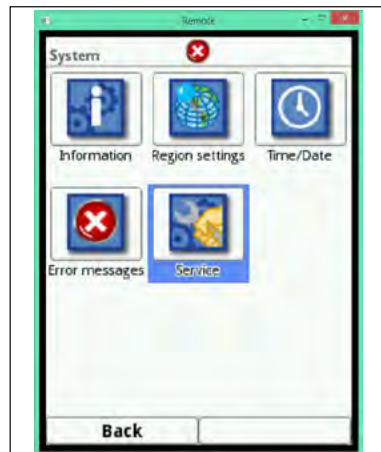 Remote
System
Information Region settings Time/Date
Error messages Service
Back